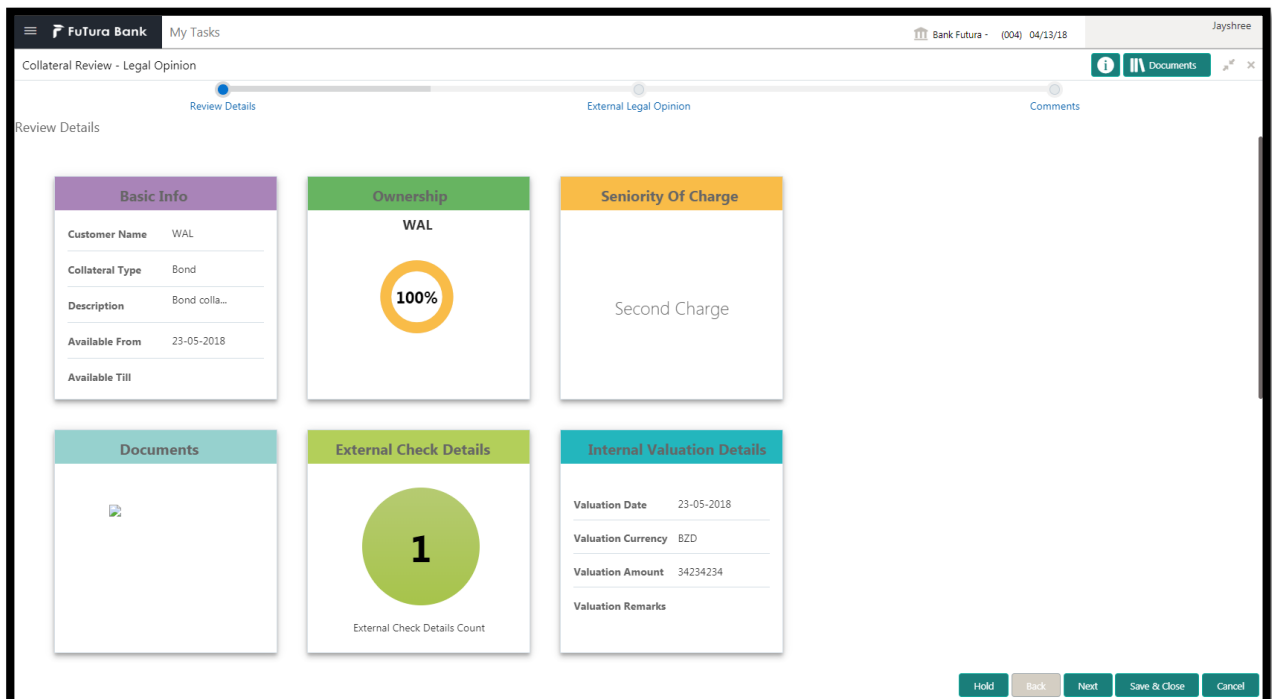 FuTura Bank
My Tasks
Bank Futura - (004) 04/13/18
Jayshree
Collateral Review - Legal Opinion
i
Documents
Review Details
External Legal Opinion
Comments
Review Details
Basic Info
Customer Name WAL
Collateral Type Bond
Description Bond colla...
Available From 23-05-2018
Available Till
Ownership
WAL
100%
Seniority Of Charge
Second Charge
Documents
External Check Details
1
External Check Details Count
Internal Valuation Details
Valuation Date 23-05-2018
Valuation Currency BZD
Valuation Amount 34234234
Valuation Remarks
Hold
Back
Next
Save & Close
Cancel